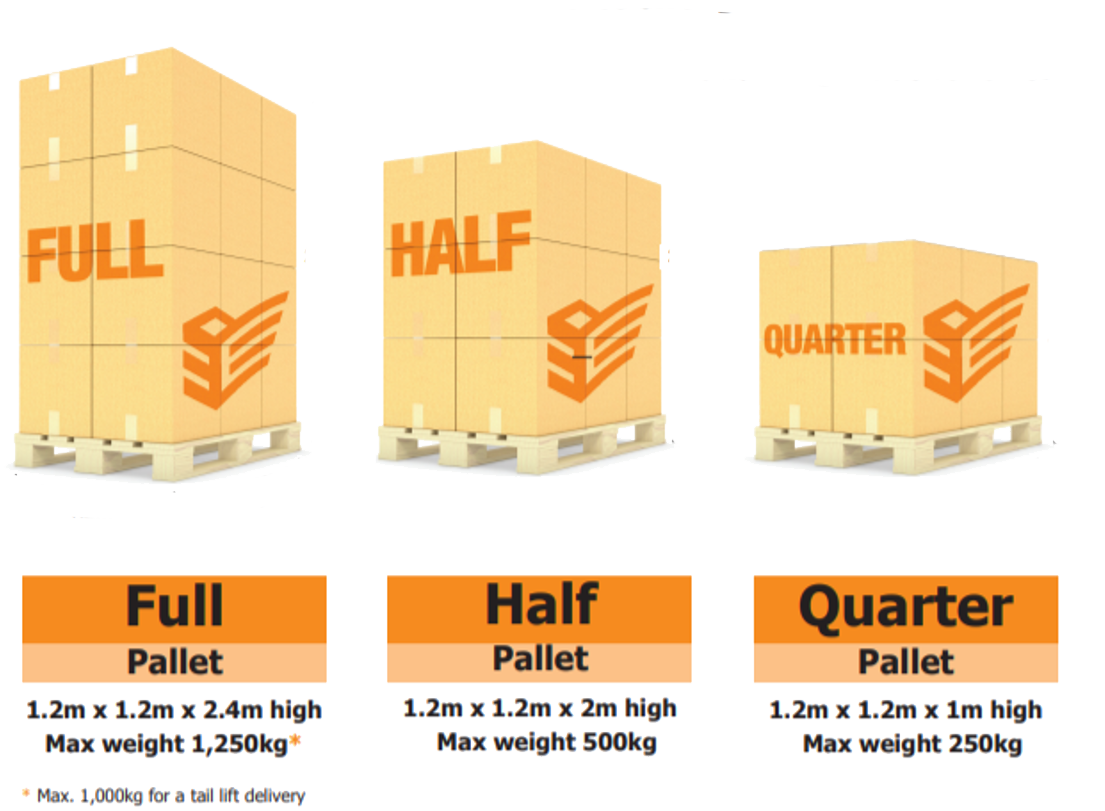 FULL
HALF
QUARTER
Full
Pallet
1.2m x 1.2m x 2.4m high
Max weight 1,250kg*
* Max. 1,000kg for a tail lift delivery
Half
Pallet
1.2m x 1.2m x 2m high
Max weight 500kg
Quarter
Pallet
1.2m x 1.2m x 1m high
Max weight 250kg